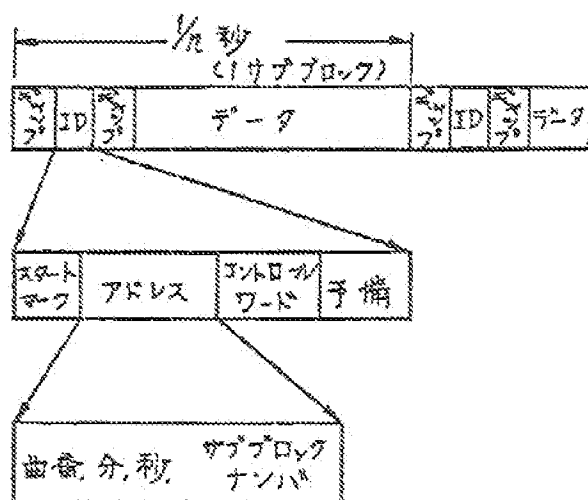 1/n 秒
(1サブブロック)
ギャップ ID ギャップ データ ギャップ ID ギャップ データ
スタート
マーク
アドレス
コントロール
ワード
予備
曲番,分,秒,
サブブロック
ナンバ